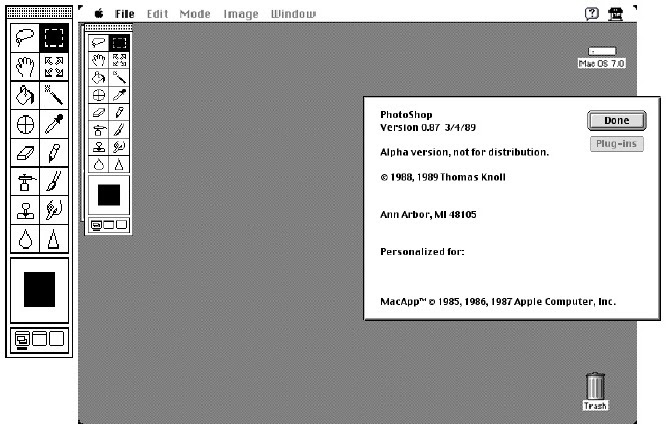 File Edit Mode Image Window
Mac OS 7.0
PhotoShop
Version 0.87 3/4/89
Alpha version, not for distribution.
© 1988, 1989 Thomas Knoll
Ann Arbor, MI 48105
Personalized for:
MacApp™ © 1985, 1986, 1987 Apple Computer, Inc.
Done
Plug-ins
Trash